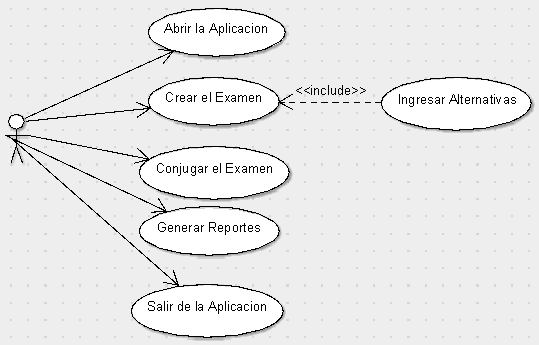 Abrir la Aplicacion
Crear el Examen
<<include>>
Ingresar Alternativas
Conjugar el Examen
Generar Reportes
Salir de la Aplicacion